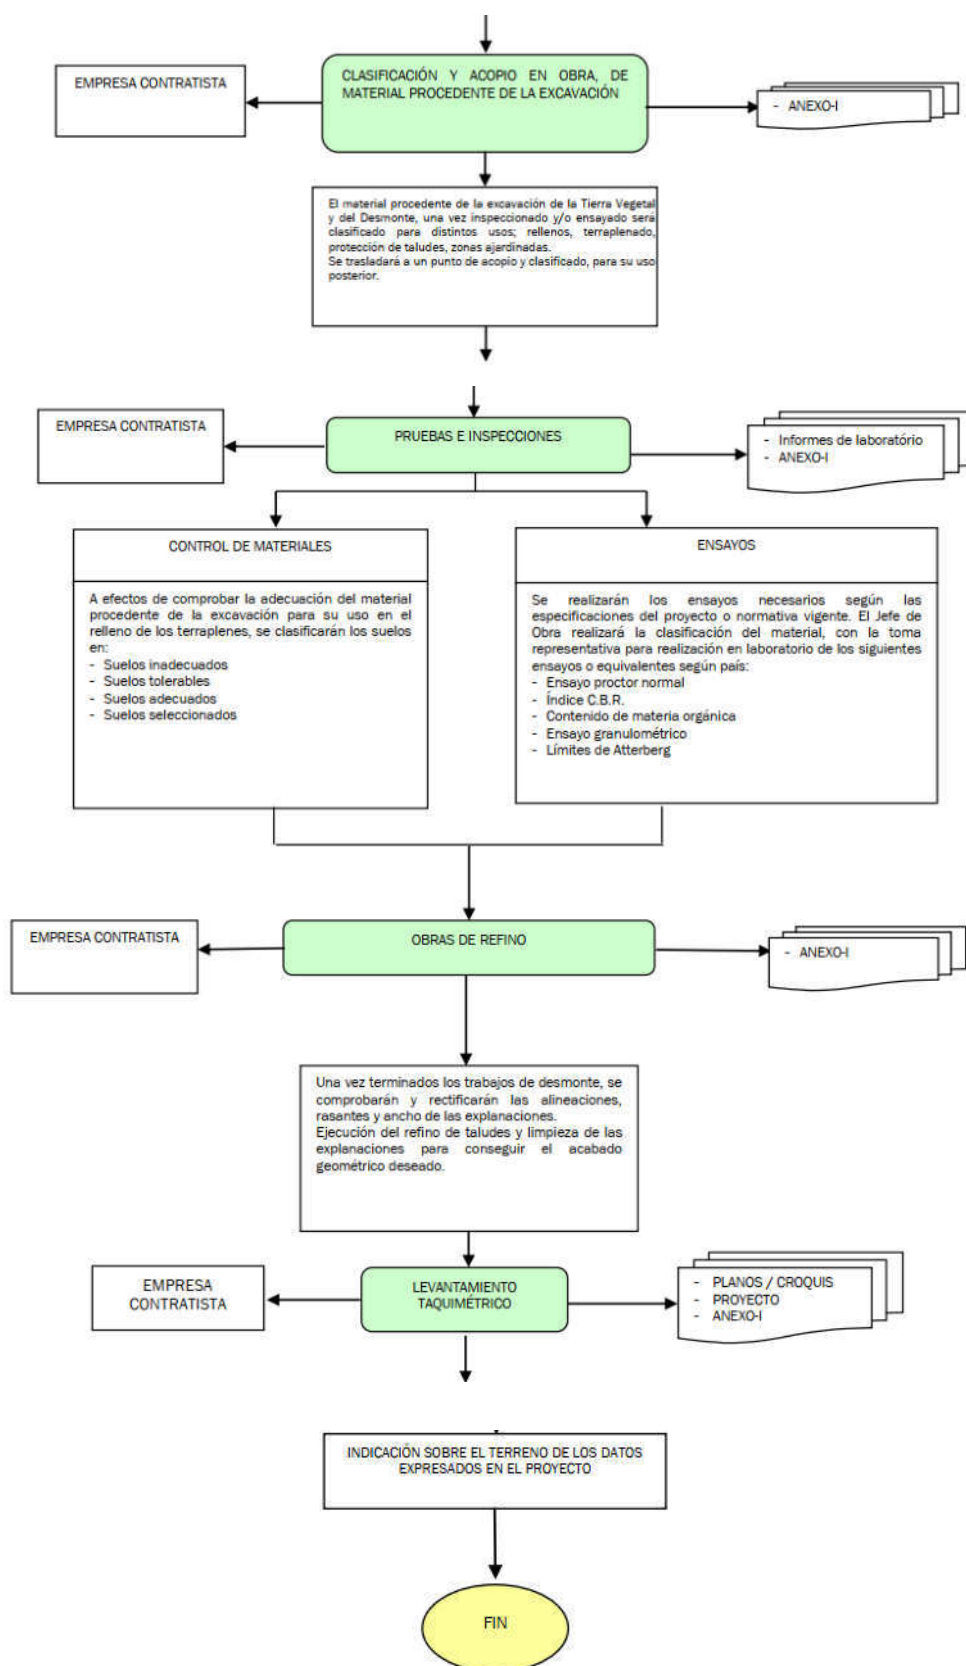 EMPRESA CONTRATISTA
CLASIFICACIÓN Y ACOPIO EN OBRA, DE
MATERIAL PROCEDENTE DE LA EXCAVACIÓN
- ANEXO-I
El material procedente de la excavación de la Tierra Vegetal
y del Desmonte, una vez inspeccionado y/o ensayado será
clasificado para distintos usos; rellenos, terraplenado,
protección de taludes, zonas ajardinadas.
Se trasladará a un punto de acopio y clasificado, para su uso
posterior.
EMPRESA CONTRATISTA
PRUEBAS E INSPECCIONES
- Informes de laboratório
- ANEXO-I
CONTROL DE MATERIALES
A efectos de comprobar la adecuación del material
procedente de la excavación para su uso en el
relleno de los terraplenes, se clasificarán los suelos
en:
- Suelos inadecuados
- Suelos tolerables
- Suelos adecuados
- Suelos seleccionados
ENSAYOS
Se realizarán los ensayos necesarios según las
especificaciones del proyecto o normativa vigente. El Jefe de
Obra realizará la clasificación del material, con la toma
representativa para realización en laboratorio de los siguientes
ensayos o equivalentes según país:
- Ensayo proctor normal
- Índice C.B.R.
- Contenido de materia orgánica
- Ensayo granulométrico
- Límites de Atterberg
EMPRESA CONTRATISTA
OBRAS DE REFINO
- ANEXO-I
Una vez terminados los trabajos de desmonte, se
comprobarán y rectificarán las alineaciones,
rasantes y ancho de las explanaciones.
Ejecución del refino de taludes y limpieza de las
explanaciones para conseguir el acabado
geométrico deseado.
EMPRESA
CONTRATISTA
LEVANTAMIENTO
TAQUIMÉTRICO
- PLANOS / CROQUIS
- PROYECTO
- ANEXO-I
INDICACIÓN SOBRE EL TERRENO DE LOS DATOS
EXPRESADOS EN EL PROYECTO
FIN